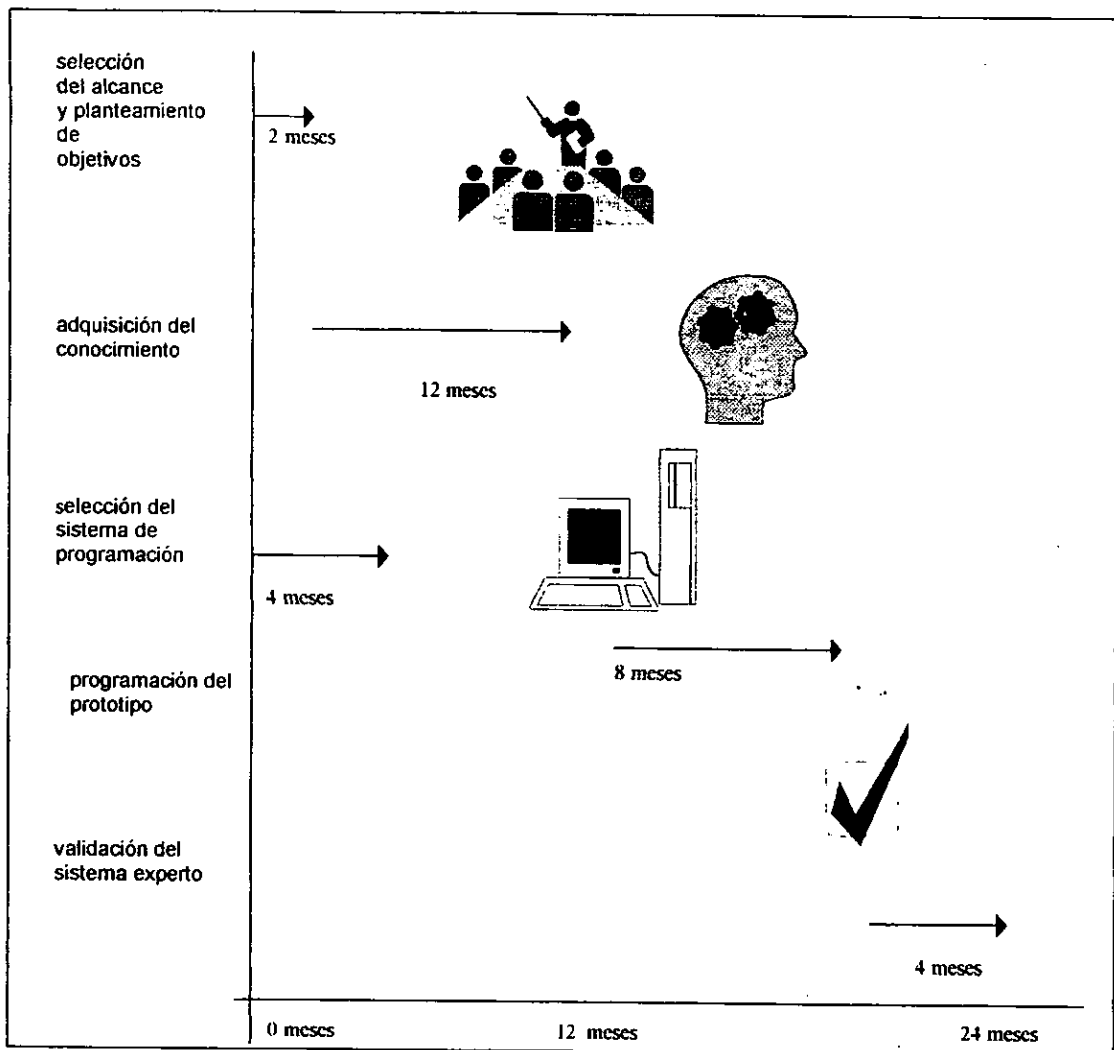 selección
del alcance
y planteamiento
de
objetivos
2 meses
adquisición del
conocimiento
12 meses
selección del
sistema de
programación
4 meses
8 meses
programación del
prototipo
validación del
sistema experto
4 meses
0 meses 12 meses 24 meses